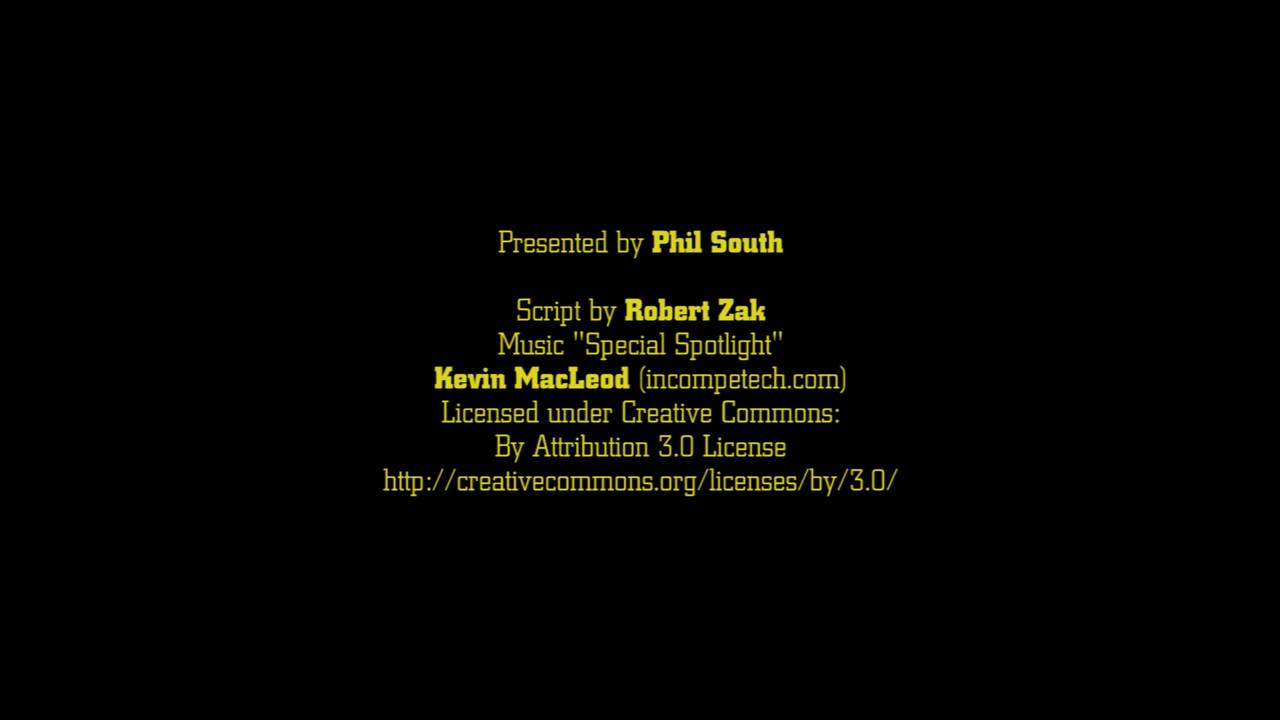 Presented by Phil South
Script by Robert Zak
Music "Special Spotlight"
Kevin MacLeod (incompetech.com)
Licensed under Creative Commons:
By Attribution 3.0 License
http://creativecommons.org/licenses/by/3.0/